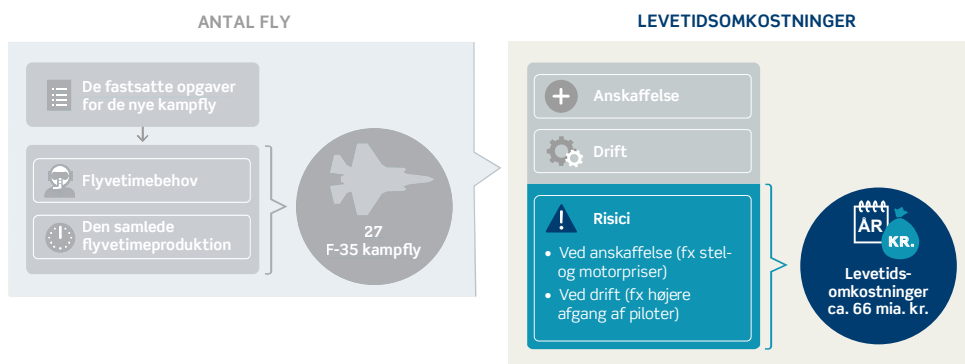 ANTAL FLY
De fastsatte opgaver
for de nye kampfly
Flyvetimebehov
Den samlede
flyvetimeproduktion
27
F-35 kampfly
LEVETIDSOMKOSTNINGER
Anskaffelse
Drift
Risici
• Ved anskaffelse (fx stel-
og motorpriser)
• Ved drift (fx højere
afgang af piloter)
ÅR
KR.
Levetids-
omkostninger
ca. 66 mia. kr.